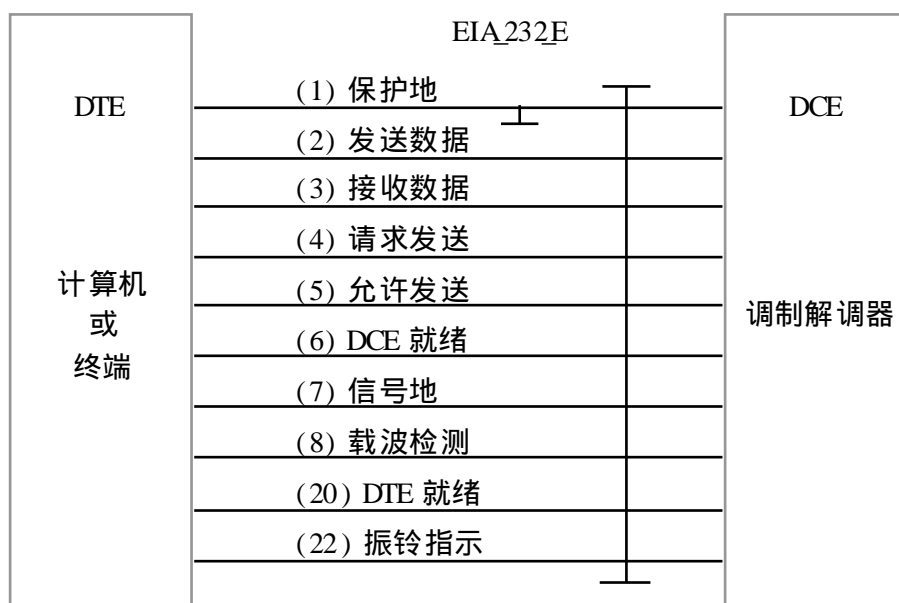 EIA_232_E
DTE
计算机
或
终端
(1) 保护地
(2) 发送数据
(3) 接收数据
(4) 请求发送
(5) 允许发送
(6) DCE 就绪
(7) 信号地
(8) 载波检测
(20) DTE 就绪
(22) 振铃指示
DCE
调制解调器